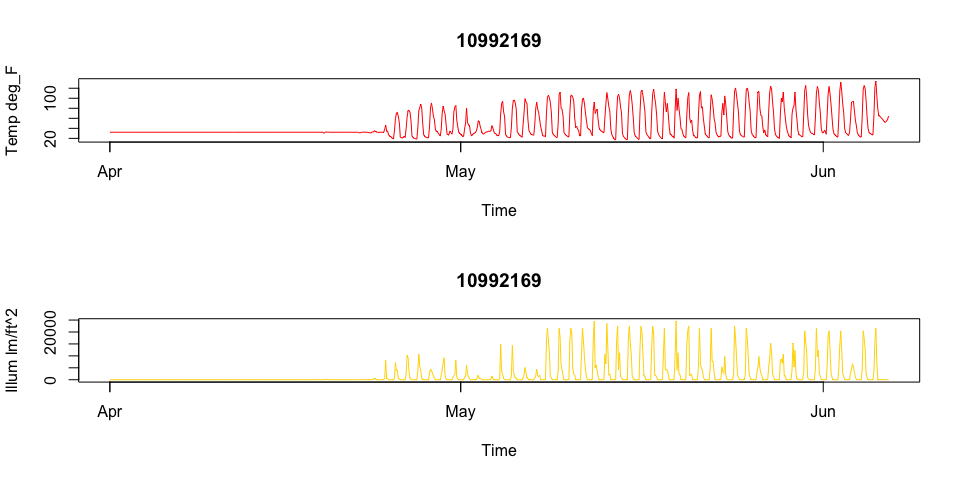 10992169
Temp deg_F
100
20
Apr May Jun
Time
10992169
Illum lm/ft^2
20000
0
Apr May Jun
Time